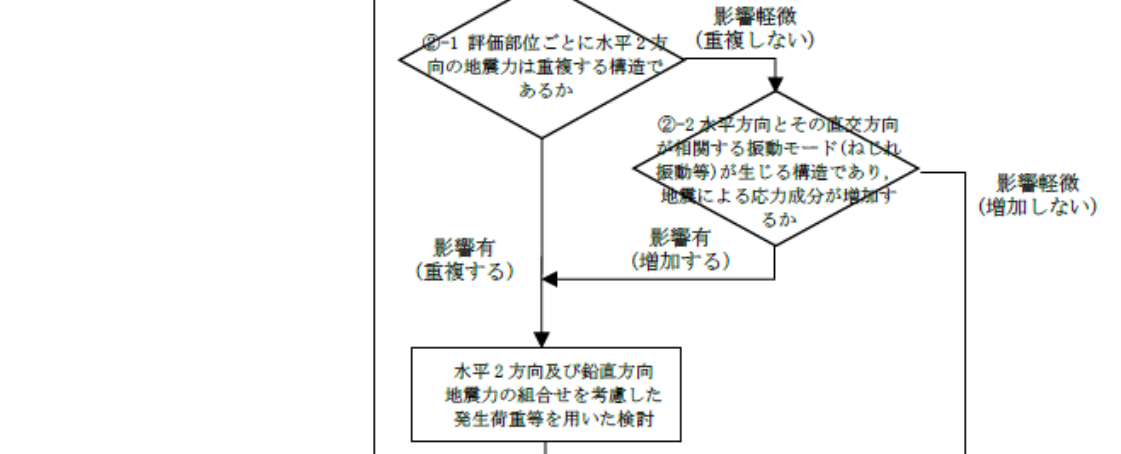 ②-1 評価部位ごとに水平2方
向の地震力は重複する構造で
あるか
影響軽微
(重複しない)
②-2 水平方向とその直交方向
が相関する振動モード(ねじれ
振動等)が生じる構造であり,
地震による応力成分が増加す
るか
影響軽微
(増加しない)
影響有
(重複する)
影響有
(増加する)
水平2方向及び鉛直方向
地震力の組合せを考慮した
発生荷重等を用いた検討